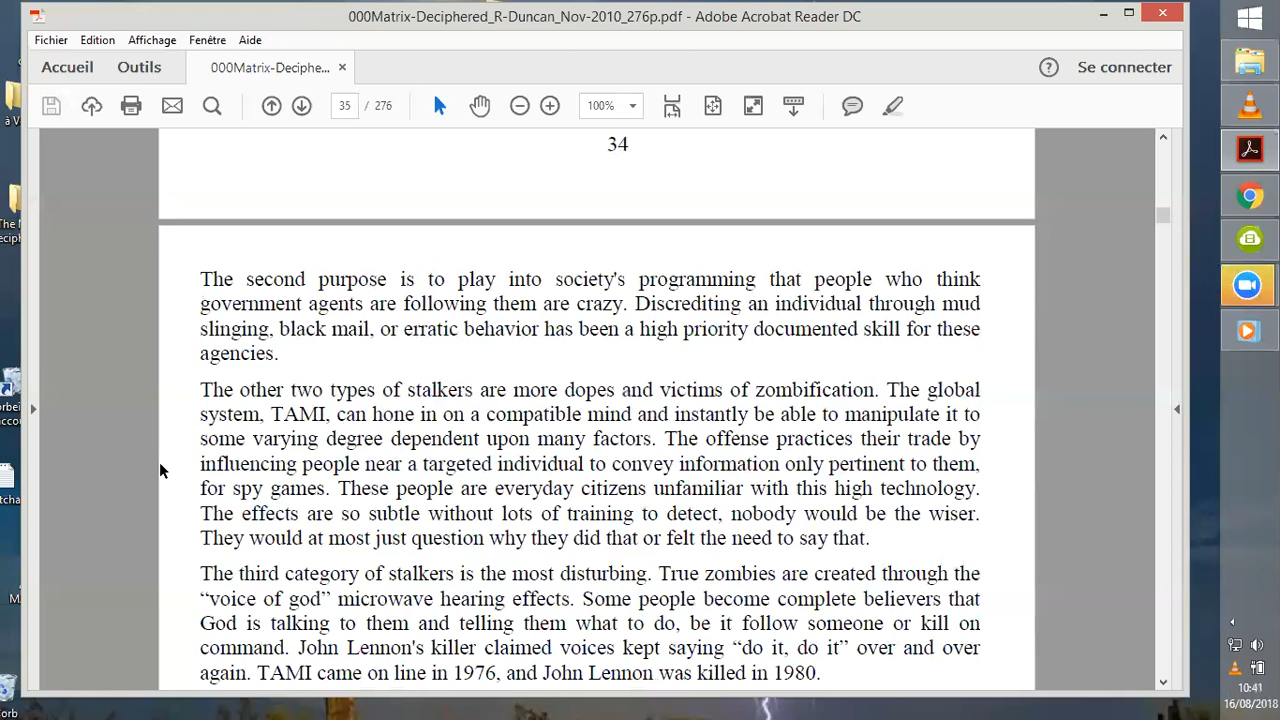 000Matrix-Deciphered_R-Duncan_Nov-2010_276p.pdf - Adobe Acrobat Reader DC
Fichier Edition Affichage Fenêtre Aide
Accueil Outils 000Matrix-Deciphe... × ? Se connecter
35 / 276 100%
34
The second purpose is to play into society's programming that people who think
government agents are following them are crazy. Discrediting an individual through mud
slinging, black mail, or erratic behavior has been a high priority documented skill for these
agencies.
The other two types of stalkers are more dopes and victims of zombification. The global
system, TAMI, can hone in on a compatible mind and instantly be able to manipulate it to
some varying degree dependent upon many factors. The offense practices their trade by
influencing people near a targeted individual to convey information only pertinent to them,
for spy games. These people are everyday citizens unfamiliar with this high technology.
The effects are so subtle without lots of training to detect, nobody would be the wiser.
They would at most just question why they did that or felt the need to say that.
The third category of stalkers is the most disturbing. True zombies are created through the
“voice of god” microwave hearing effects. Some people become complete believers that
God is talking to them and telling them what to do, be it follow someone or kill on
command. John Lennon's killer claimed voices kept saying “do it, do it” over and over
again. TAMI came on line in 1976, and John Lennon was killed in 1980.
10:41
16/08/2018